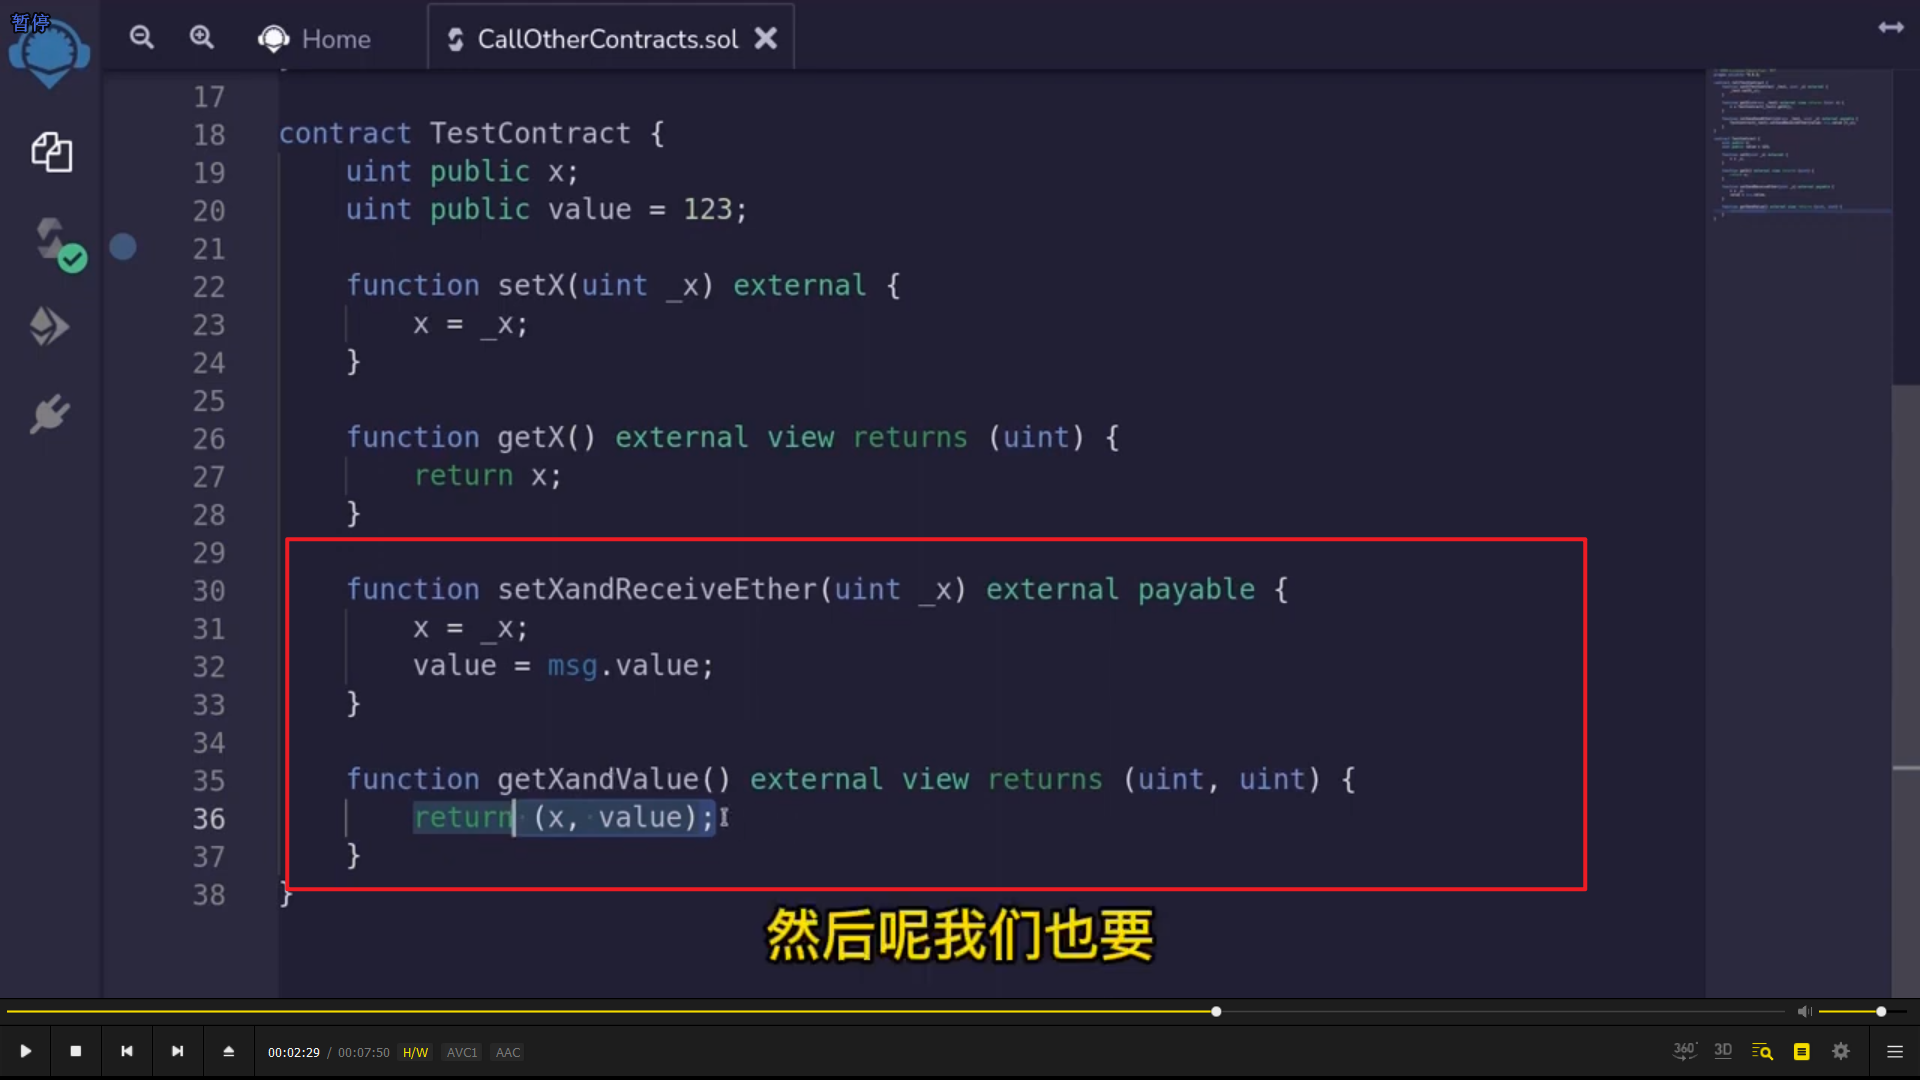 暂停
Home
CallOtherContracts.sol
17
18 contract TestContract {
19 uint public x;
20 uint public value = 123;
21
22 function setX(uint _x) external {
23 x = _x;
24 }
25
26 function getX() external view returns (uint) {
27 return x;
28 }
29
30 function setXandReceiveEther(uint _x) external payable {
31 x = _x;
32 value = msg.value;
33 }
34
35 function getXandValue() external view returns (uint, uint) {
36 return (x, value);
37 }
38 }
然后呢我们也要
00:02:29 / 00:07:50 H/W AVC1 AAC
360° 3D